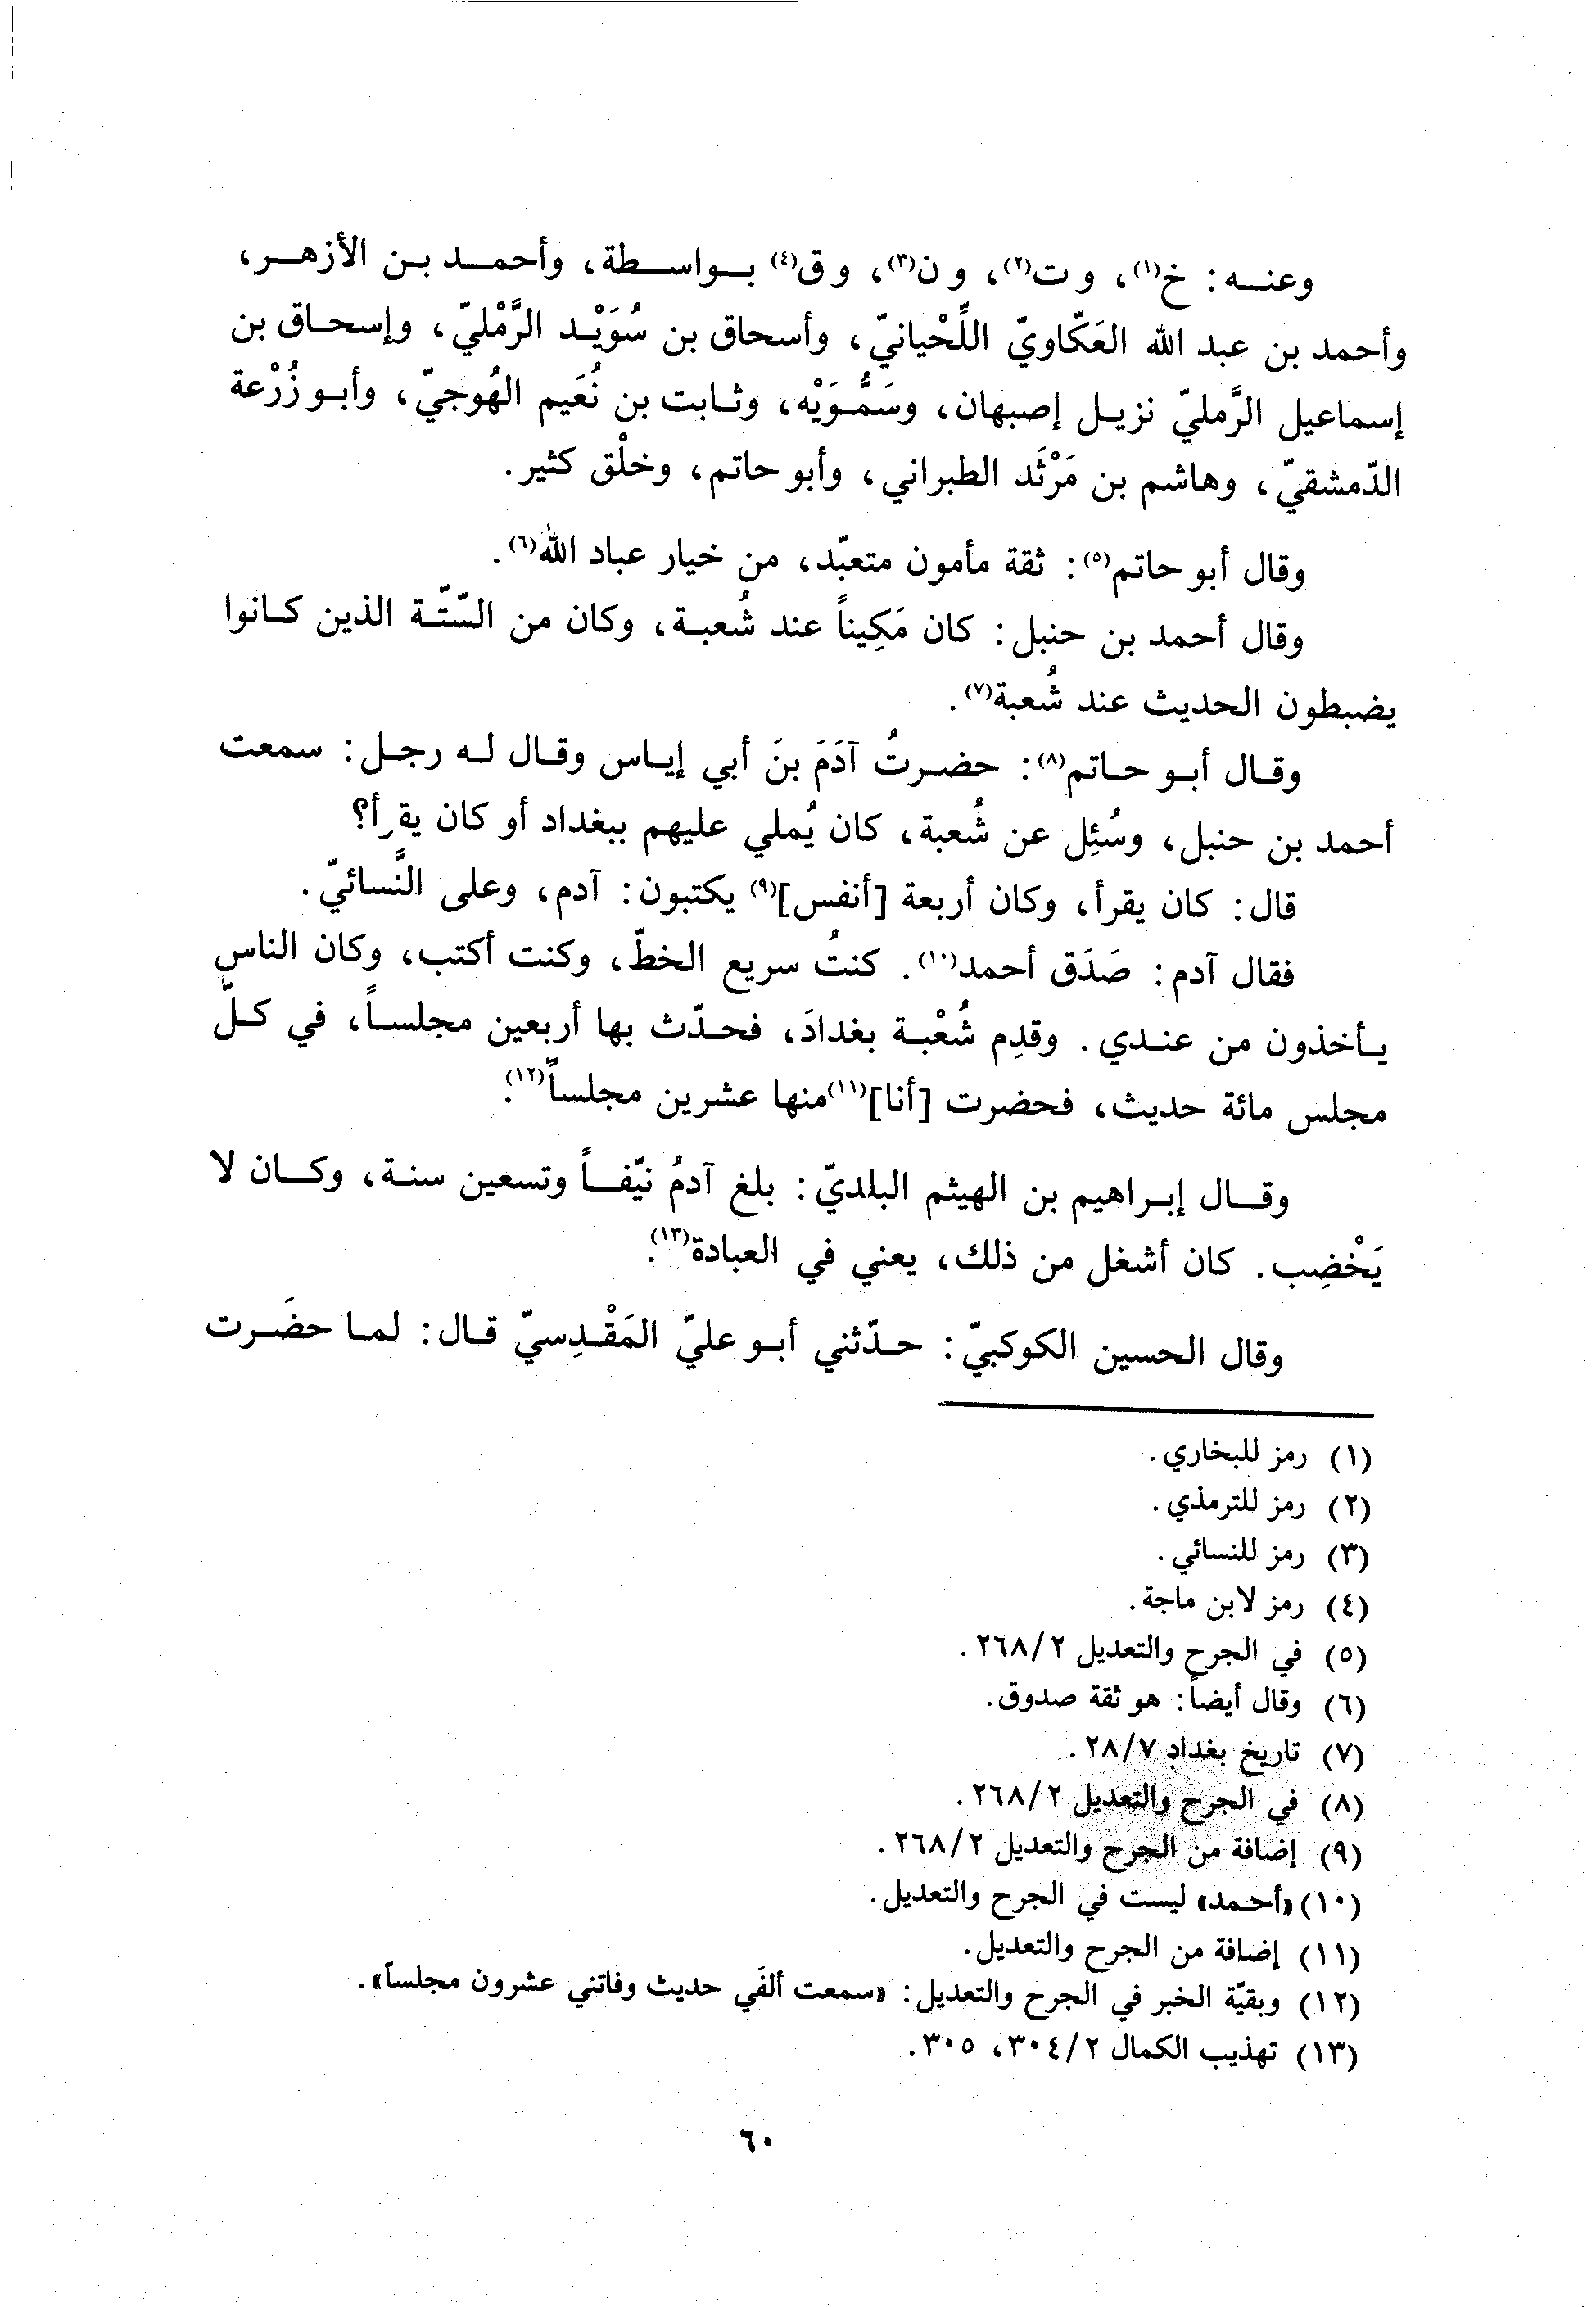 وعنه: خ(١)، وت(٢)، ون(٣)، وق(٤) بواسطة، وأحمد بن الأزهر،
وأحمد بن عبد الله العَكّاويّ اللِّحْيانيّ، وأسحاق بن سُوَيْد الرَّمْليّ، وإسحاق بن
إسماعيل الرَّمليّ نزيل إصبهان، وسَمُّوَيْه، وثابت بن نُعَيم الهُوجيّ، وأبو زُرْعة
الدّمشقيّ، وهاشم بن مَرْثَد الطبراني، وأبو حاتم، وخلْق كثير.
وقال أبو حاتم(٥): ثقة مأمون متعبّد، من خيار عباد الله(٦).
وقال أحمد بن حنبل: كان مَكِيناً عند شُعبة، وكان من السّتّة الذين كانوا
يضبطون الحديث عند شُعبة(٧).
وقال أبو حاتم(٨): حضرتُ آدَمَ بنَ أبي إياس وقال له رجل: سمعت
أحمد بن حنبل، وسُئِل عن شُعبة، كان يُملي عليهم ببغداد أو كان يقرأ؟
قال: كان يقرأ، وكان أربعة [أنفس](٩) يكتبون: آدم، وعلى النَّسائيّ.
فقال آدم: صَدَق أحمد(١٠). كنتُ سريع الخطّ، وكنت أكتب، وكان الناس
يأخذون من عندي. وقدِم شُعْبة بغدادَ، فحدّث بها أربعين مجلساً، في كلّ
مجلس مائة حديث، فحضرت [أنا](١١) منها عشرين مجلساً(١٢).
وقال إبراهيم بن الهيثم البلديّ: بلغ آدمُ نيّفاً وتسعين سنة، وكان لا
يَخْضِب. كان أشغل من ذلك، يعني في العبادة(١٣).
وقال الحسين الكوكبيّ: حدّثني أبو عليّ المَقْدِسيّ قال: لما حضَرت
(١) رمز للبخاري.
(٢) رمز للترمذي.
(٣) رمز للنسائي.
(٤) رمز لابن ماجة.
(٥) في الجرح والتعديل ٢/٢٦٨.
(٦) وقال أيضاً: هو ثقة صدوق.
(٧) تاريخ بغداد ٧/٢٨.
(٨) في الجرح والتعديل ٢/٢٦٨.
(٩) إضافة من الجرح والتعديل ٢/٢٦٨.
(١٠) «أحمد» ليست في الجرح والتعديل.
(١١) إضافة من الجرح والتعديل.
(١٢) وبقيّة الخبر في الجرح والتعديل: «سمعت ألفَي حديث وفاتني عشرون مجلساً».
(١٣) تهذيب الكمال ٢/٣٠٤، ٣٠٥.
٦٠